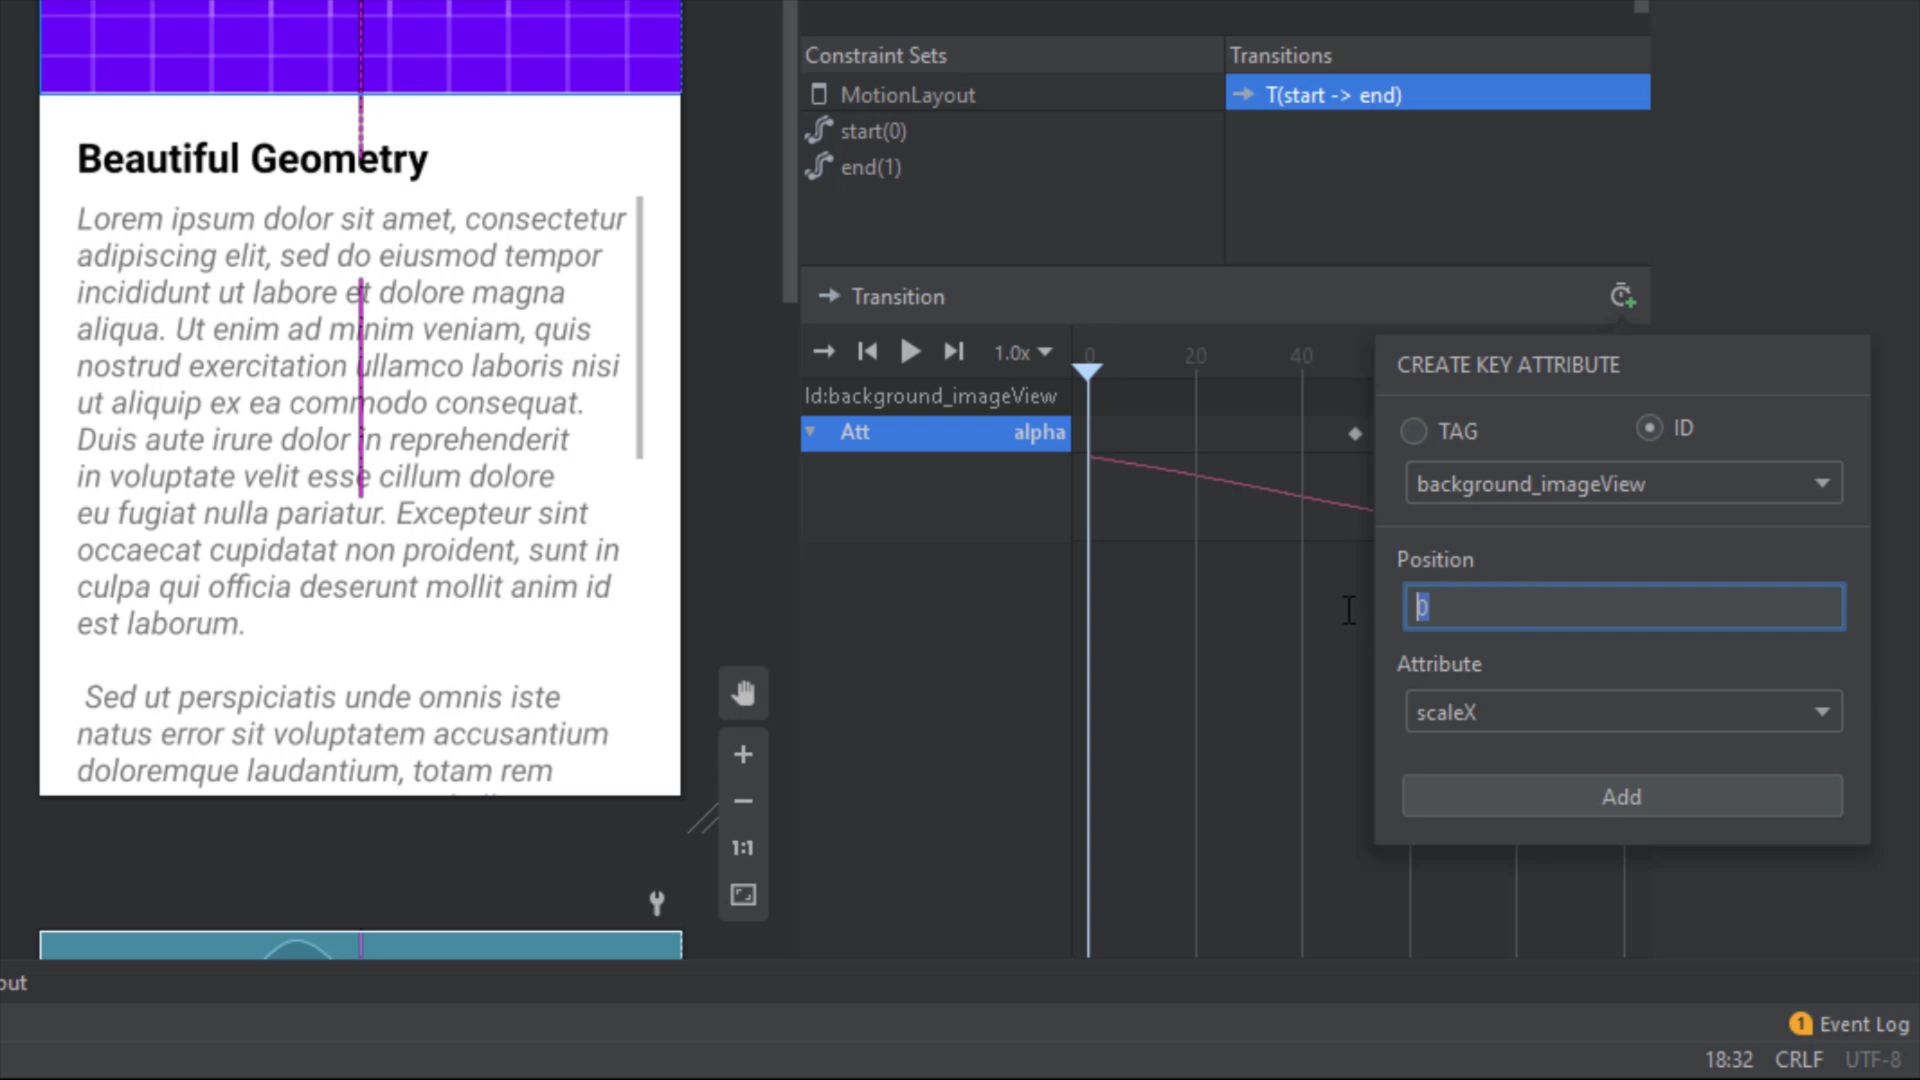 Beautiful Geometry
Lorem ipsum dolor sit amet, consectetur
adipiscing elit, sed do eiusmod tempor
incididunt ut labore et dolore magna
aliqua. Ut enim ad minim veniam, quis
nostrud exercitation ullamco laboris nisi
ut aliquip ex ea commodo consequat.
Duis aute irure dolor in reprehenderit
in voluptate velit esse cillum dolore
eu fugiat nulla pariatur. Excepteur sint
occaecat cupidatat non proident, sunt in
culpa qui officia deserunt mollit anim id
est laborum.
Sed ut perspiciatis unde omnis iste
natus error sit voluptatem accusantium
doloremque laudantium, totam rem
1:1
Constraint Sets
MotionLayout
start(0)
end(1)
Transitions
T(start -> end)
Transition
1.0x
0 20 40
Id:background_imageView
Att alpha
CREATE KEY ATTRIBUTE
TAG ID
background_imageView
Position
0
Attribute
scaleX
Add
out
1 Event Log
18:32 CRLF UTF-8